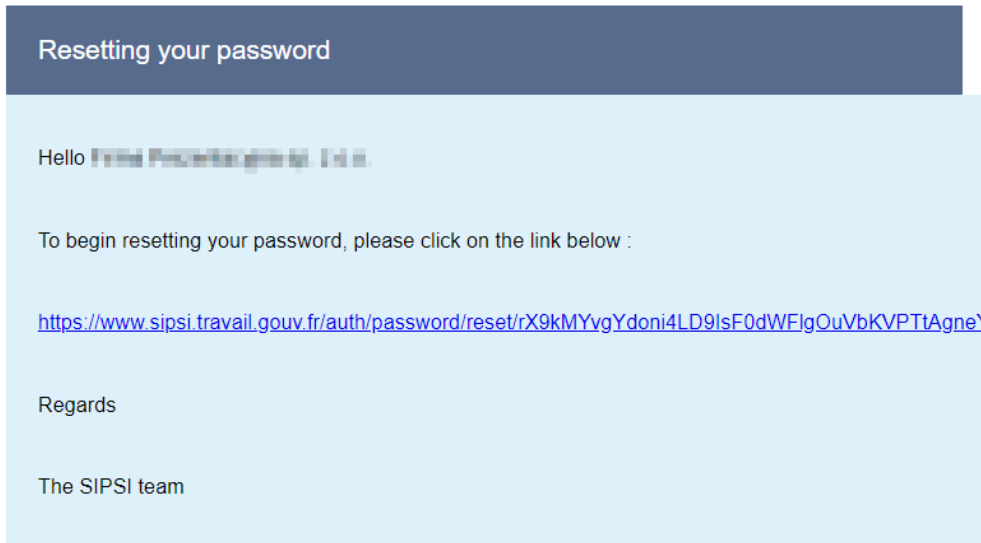 Resetting your password
Hello
To begin resetting your password, please click on the link below :
https://www.sipsi.travail.gouv.fr/auth/password/reset/rX9kMYvgYdoni4LD9IsF0dWFlgOuVbKVPTtAgneY
Regards
The SIPSI team